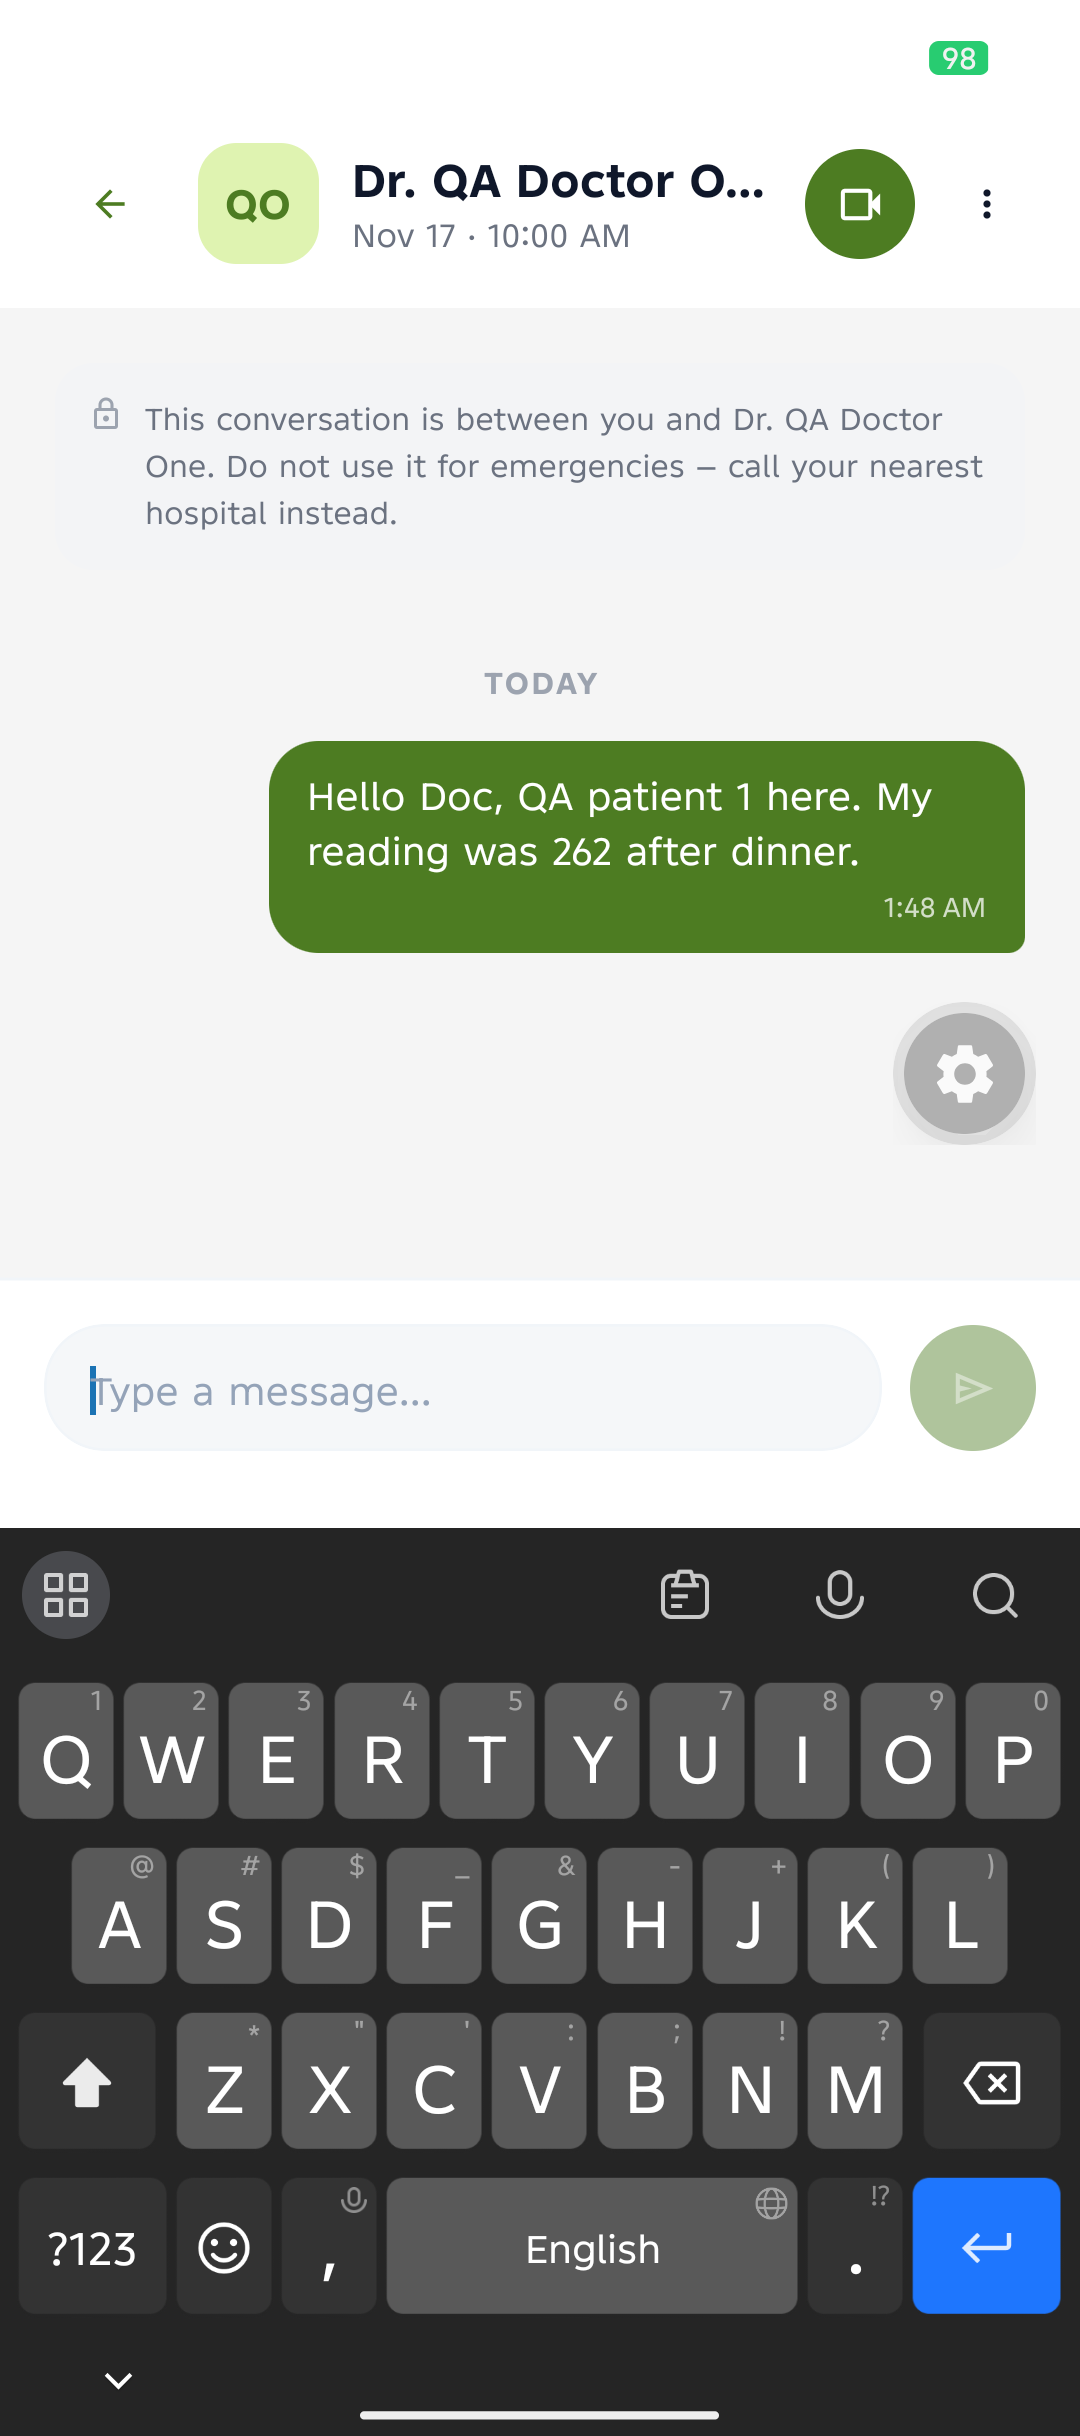 98
QO
Dr. QA Doctor O...
Nov 17 · 10:00 AM
This conversation is between you and Dr. QA Doctor
One. Do not use it for emergencies – call your nearest
hospital instead.
TODAY
Hello Doc, QA patient 1 here. My
reading was 262 after dinner.
1:48 AM
Type a message...
1 2 3 4 5 6 7 8 9 0
Q W E R T Y U I O P
@ # $ _ & - + ( )
A S D F G H J K L
* " ' : ; ! ?
Z X C V B N M
!?
?123 , English .